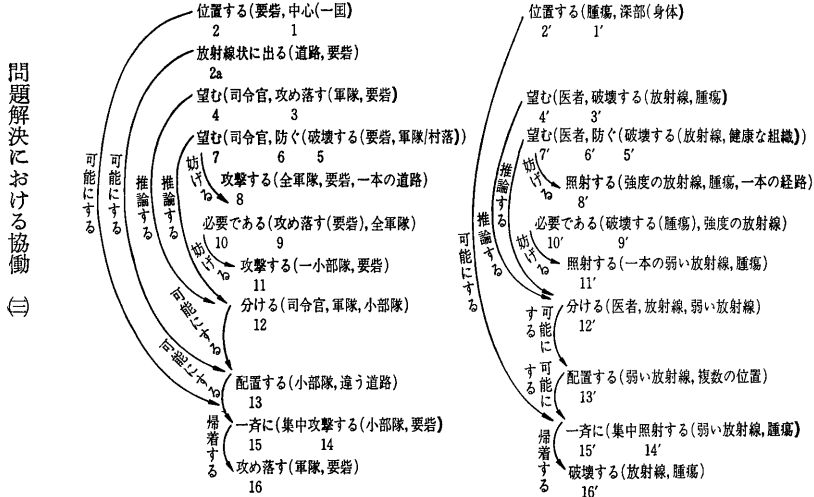 問題解決における協働 ㈢
位置する(要砦,中心(一国)
2 1
放射線状に出る(道路,要砦)
2a
望む(司令官,攻め落す(軍隊,要砦)
4 3
望む(司令官,防ぐ(破壊する(要砦,軍隊/村落)
7 6 5
妨げる
攻撃する(全軍隊,要砦,一本の道路)
8
必要である(攻め落す(要砦),全軍隊)
10 9
妨げる
攻撃する(一小部隊,要砦)
11
可能にする
可能にする
推論する
推論する
分ける(司令官,軍隊,小部隊)
12
可能にする
可能にする
配置する(小部隊,違う道路)
13
一斉に(集中攻撃する(小部隊,要砦)
15 14
帰着する
攻め落す(軍隊,要砦)
16
位置する(腫瘍,深部(身体)
2′ 1′
望む(医者,破壊する(放射線,腫瘍)
4′ 3′
望む(医者,防ぐ(破壊する(放射線,健康な組織))
7′ 6′ 5′
妨げる
照射する(強度の放射線,腫瘍,一本の経路)
8′
必要である(破壊する(腫瘍),強度の放射線)
10′ 9′
妨げる
照射する(一本の弱い放射線,腫瘍)
11′
可能にする
推論する
推論する
分ける(医者,放射線,弱い放射線)
12′
可能にする
可能にする
配置する(弱い放射線,複数の位置)
13′
一斉に(集中照射する(弱い放射線,腫瘍)
15′ 14′
帰着する
破壊する(放射線,腫瘍)
16′